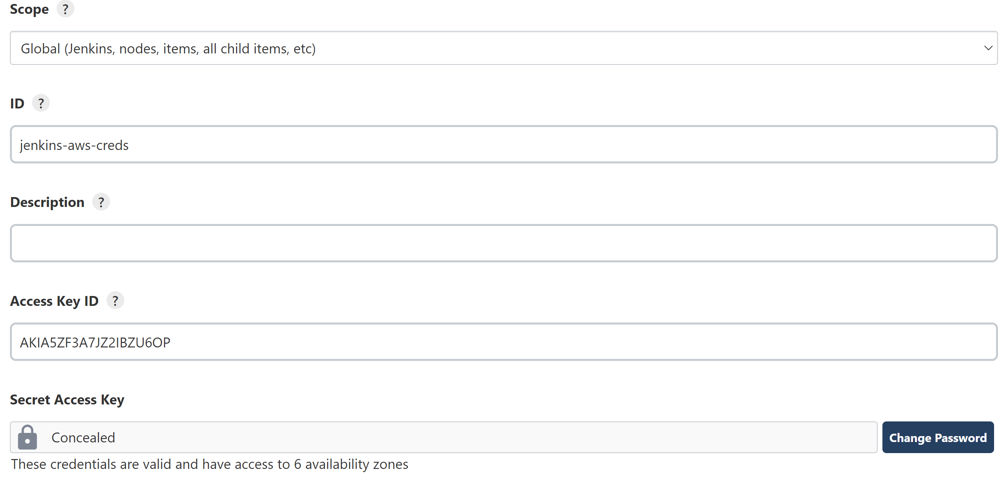 Scope ?
Global (Jenkins, nodes, items, all child items, etc)
ID ?
jenkins-aws-creds
Description ?
Access Key ID ?
AKIA5ZF3A7JZ2IBZU6OP
Secret Access Key
Concealed
Change Password
These credentials are valid and have access to 6 availability zones